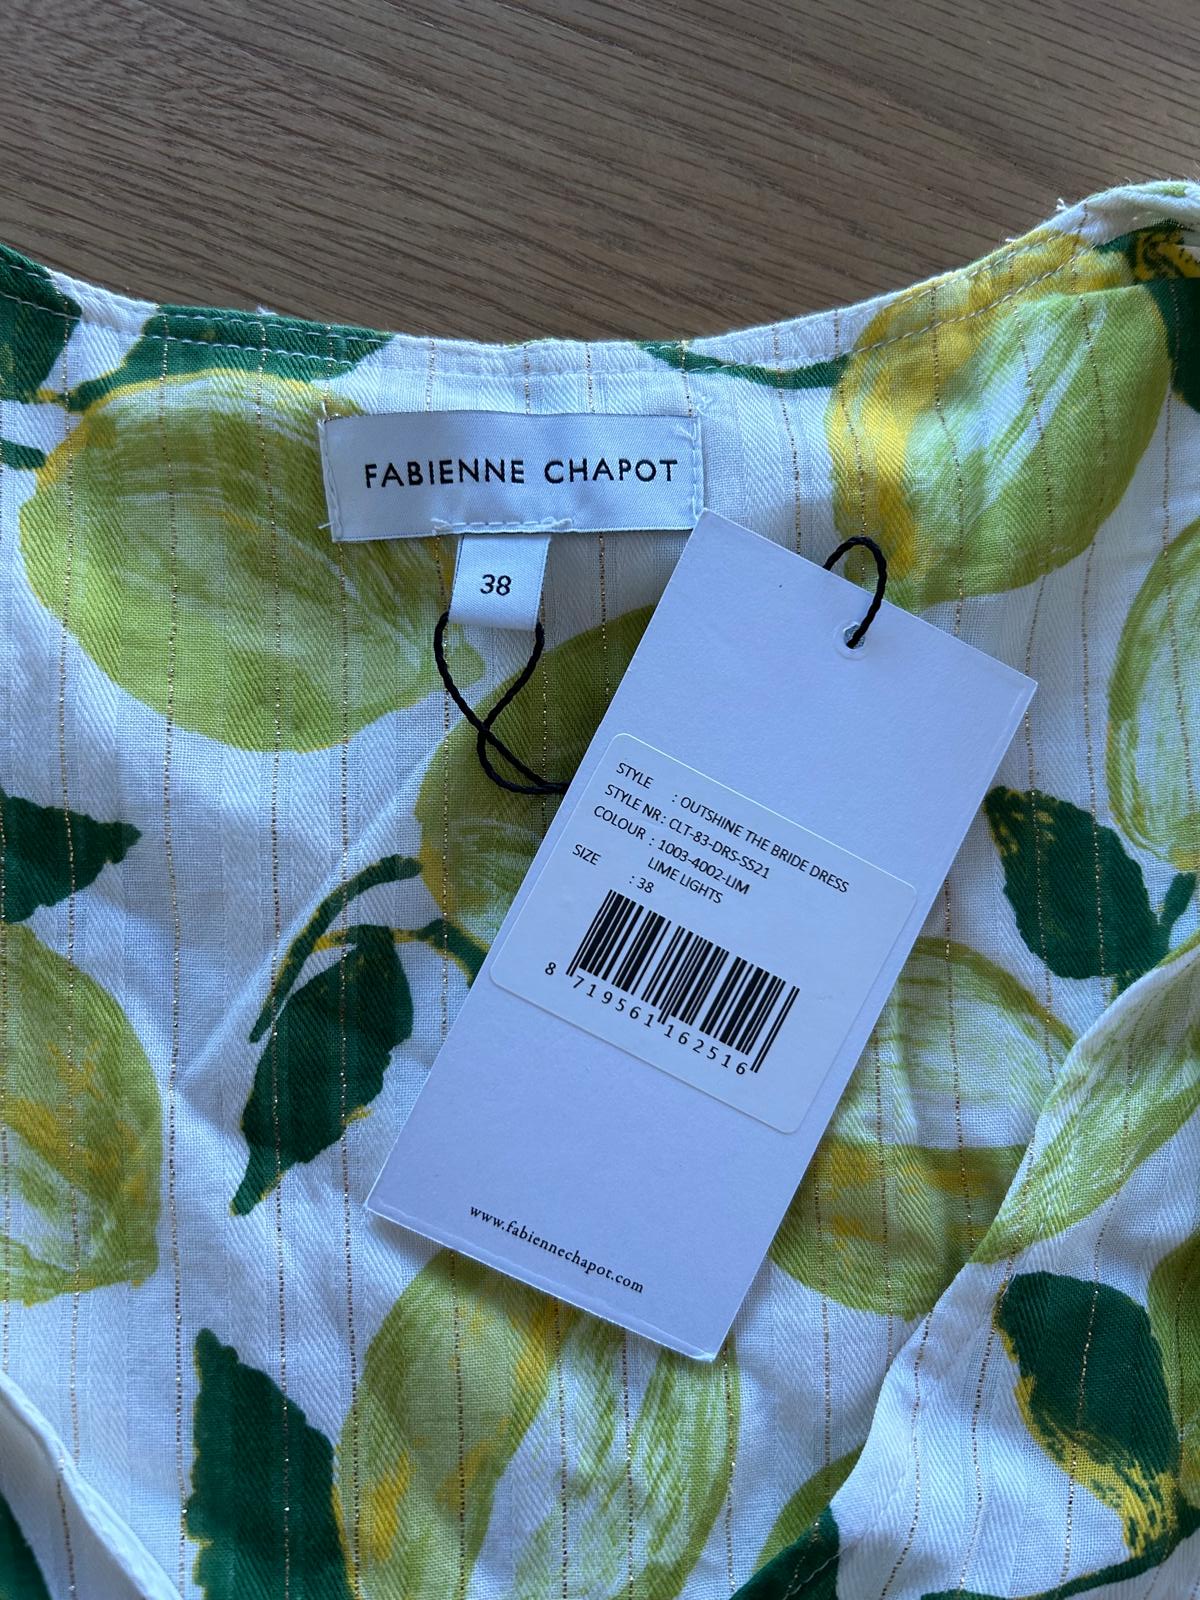 FABIENNE CHAPOT
38
STYLE : OUTSHINE THE BRIDE DRESS
STYLE NR : CLT-83-DRS-SS21
COLOUR : 1003-4002-LIM
LIME LIGHTS
SIZE : 38
8 719561 162516
www.fabiennechapot.com